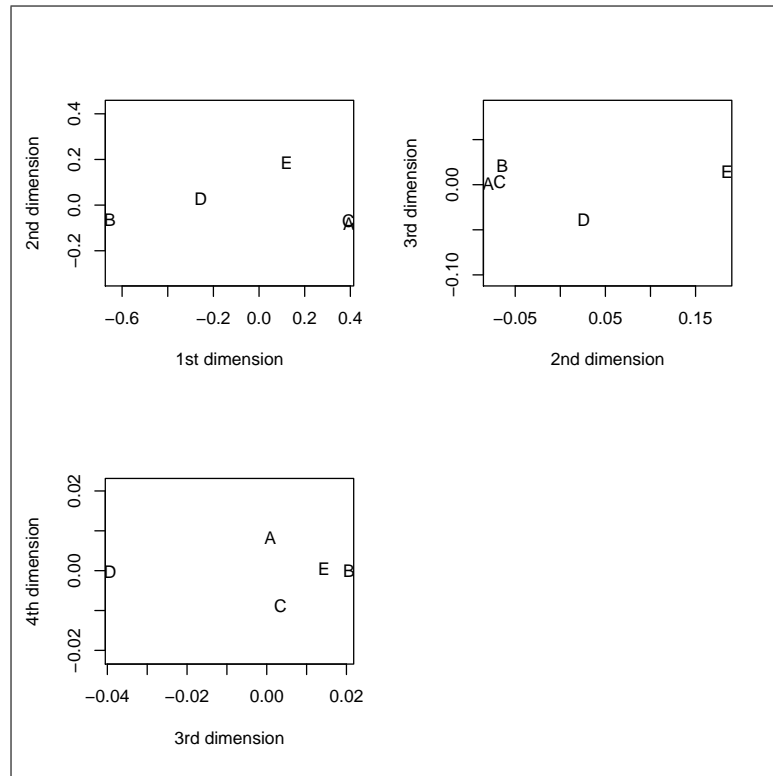 0.4
0.2
0.0
−0.2
2nd dimension
B
D
E
C
A
−0.6
−0.2
0.0
0.2
0.4
1st dimension
0.00
−0.10
3rd dimension
A
C
B
D
E
−0.05
0.05
0.15
2nd dimension
0.02
0.00
−0.02
4th dimension
D
A
C
E
B
−0.04
−0.02
0.00
0.02
3rd dimension